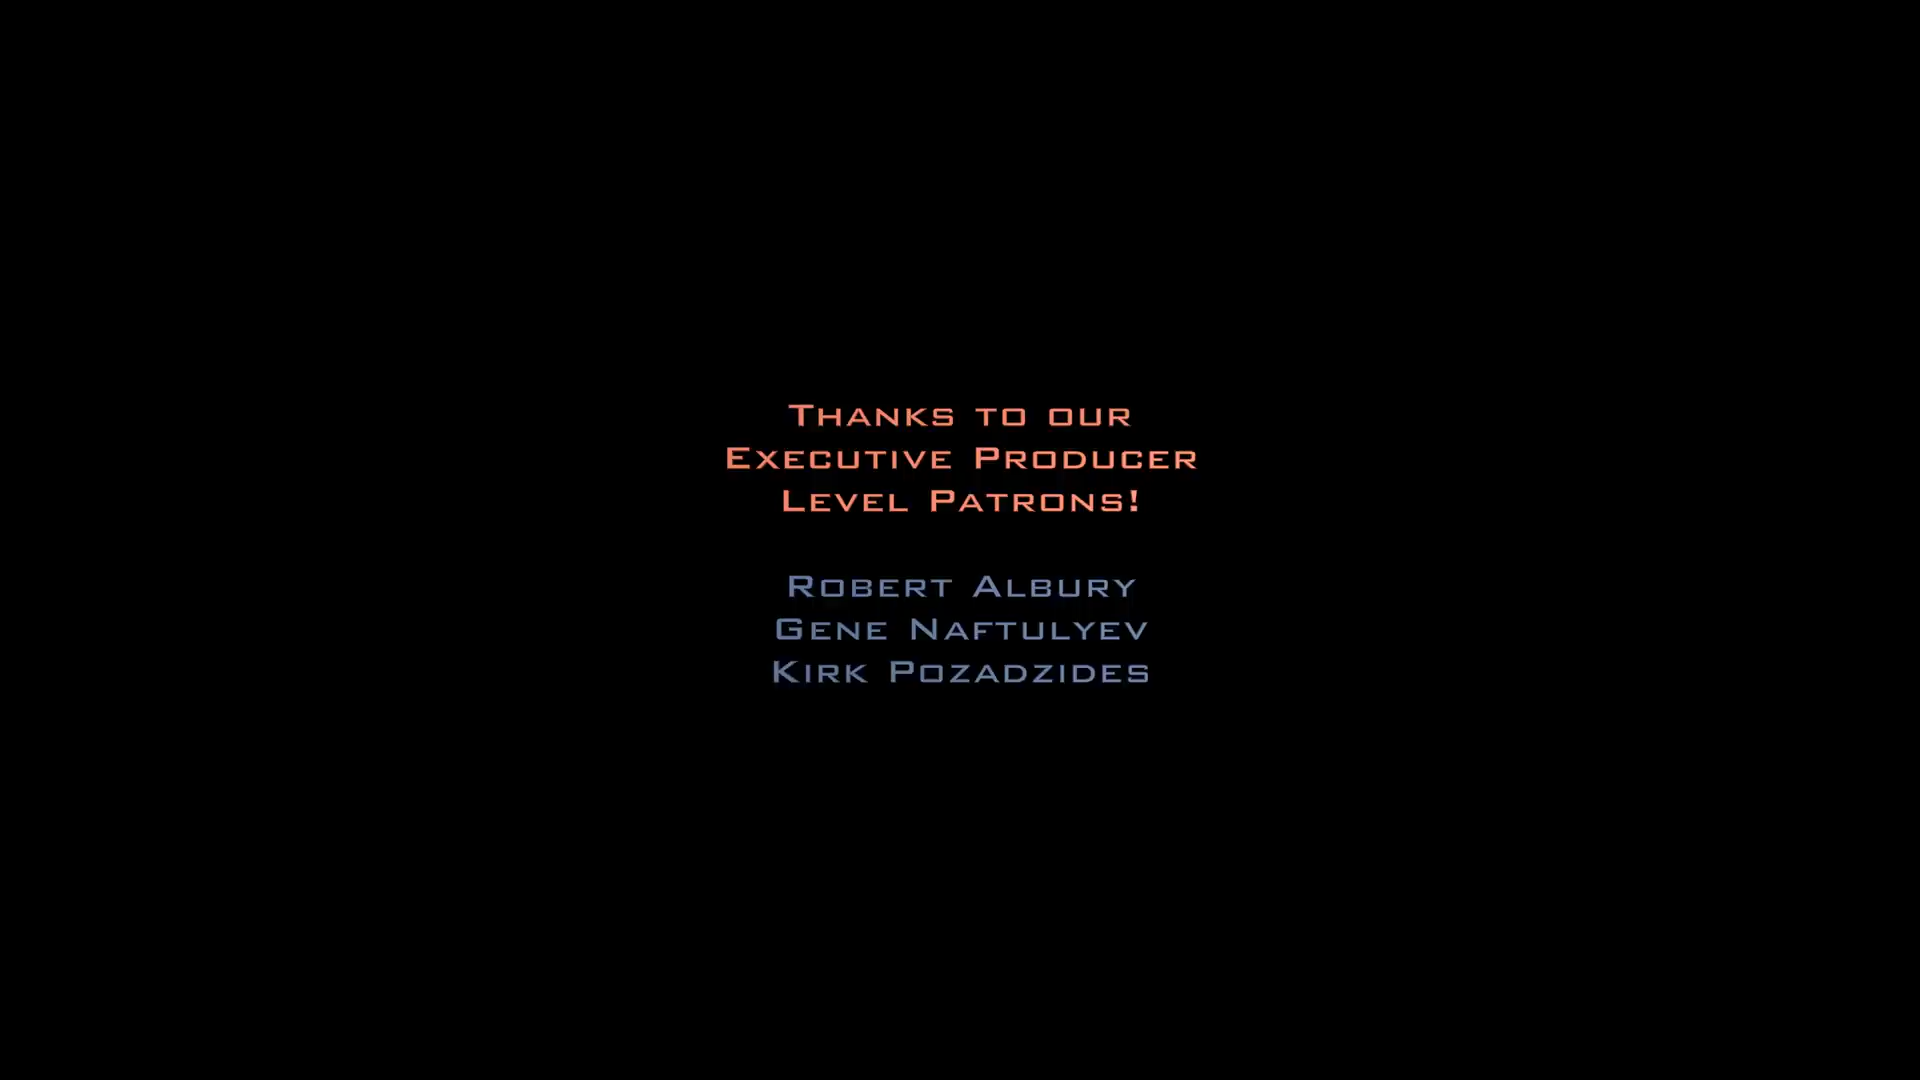 Thanks to our
Executive Producer
Level Patrons!
Robert Albury
Gene Naftulyev
Kirk Pozadzides